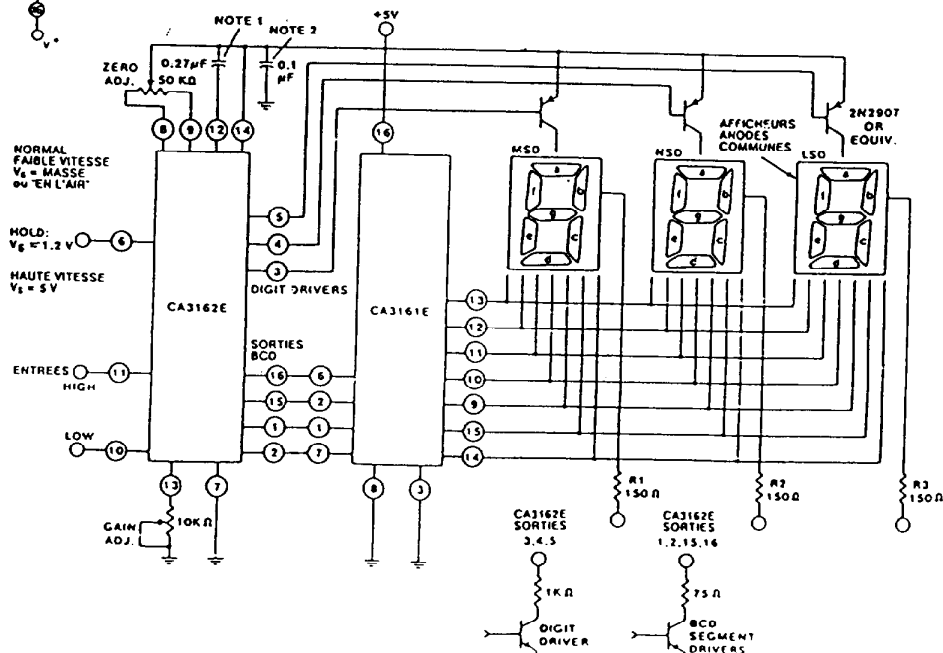 V+
NOTE 1
NOTE 2
+5V
ZERO
ADJ.
50 KΩ
0.27µF
0.1
µF
8
9
12
14
16
NORMAL
FAIBLE VITESSE
V6 = MASSE
ou "EN L'AIR"
HOLD:
V6 = 1.2 V
6
HAUTE VITESSE
V6 = 5 V
CA3162E
5
4
3
DIGIT DRIVERS
CA3161E
MSD
NSD
LSD
AFFICHEURS
ANODES
COMMUNES
2N2907
OR
EQUIV.
a
f
b
g
e
c
d
a
f
b
g
e
c
d
a
f
b
g
e
c
d
13
12
11
10
9
15
14
SORTIES
BCD
16
6
15
2
1
1
2
7
ENTREES
HIGH
11
LOW
10
13
7
8
3
GAIN
ADJ.
10KΩ
R1
150Ω
R2
150Ω
R3
150Ω
CA3162E
SORTIES
3,4,5
1KΩ
DIGIT
DRIVER
CA3162E
SORTIES
1,2,15,16
75Ω
BCD
SEGMENT
DRIVERS